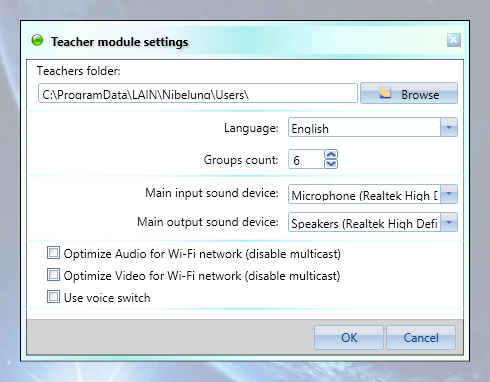 Teacher module settings
Teachers folder:
C:\ProgramData\LAIN\Nibelung\Users\
Browse
Language: English
Groups count: 6
Main input sound device: Microphone (Realtek High D
Main output sound device: Speakers (Realtek High Defi
Optimize Audio for Wi-Fi network (disable multicast)
Optimize Video for Wi-Fi network (disable multicast)
Use voice switch
OK Cancel